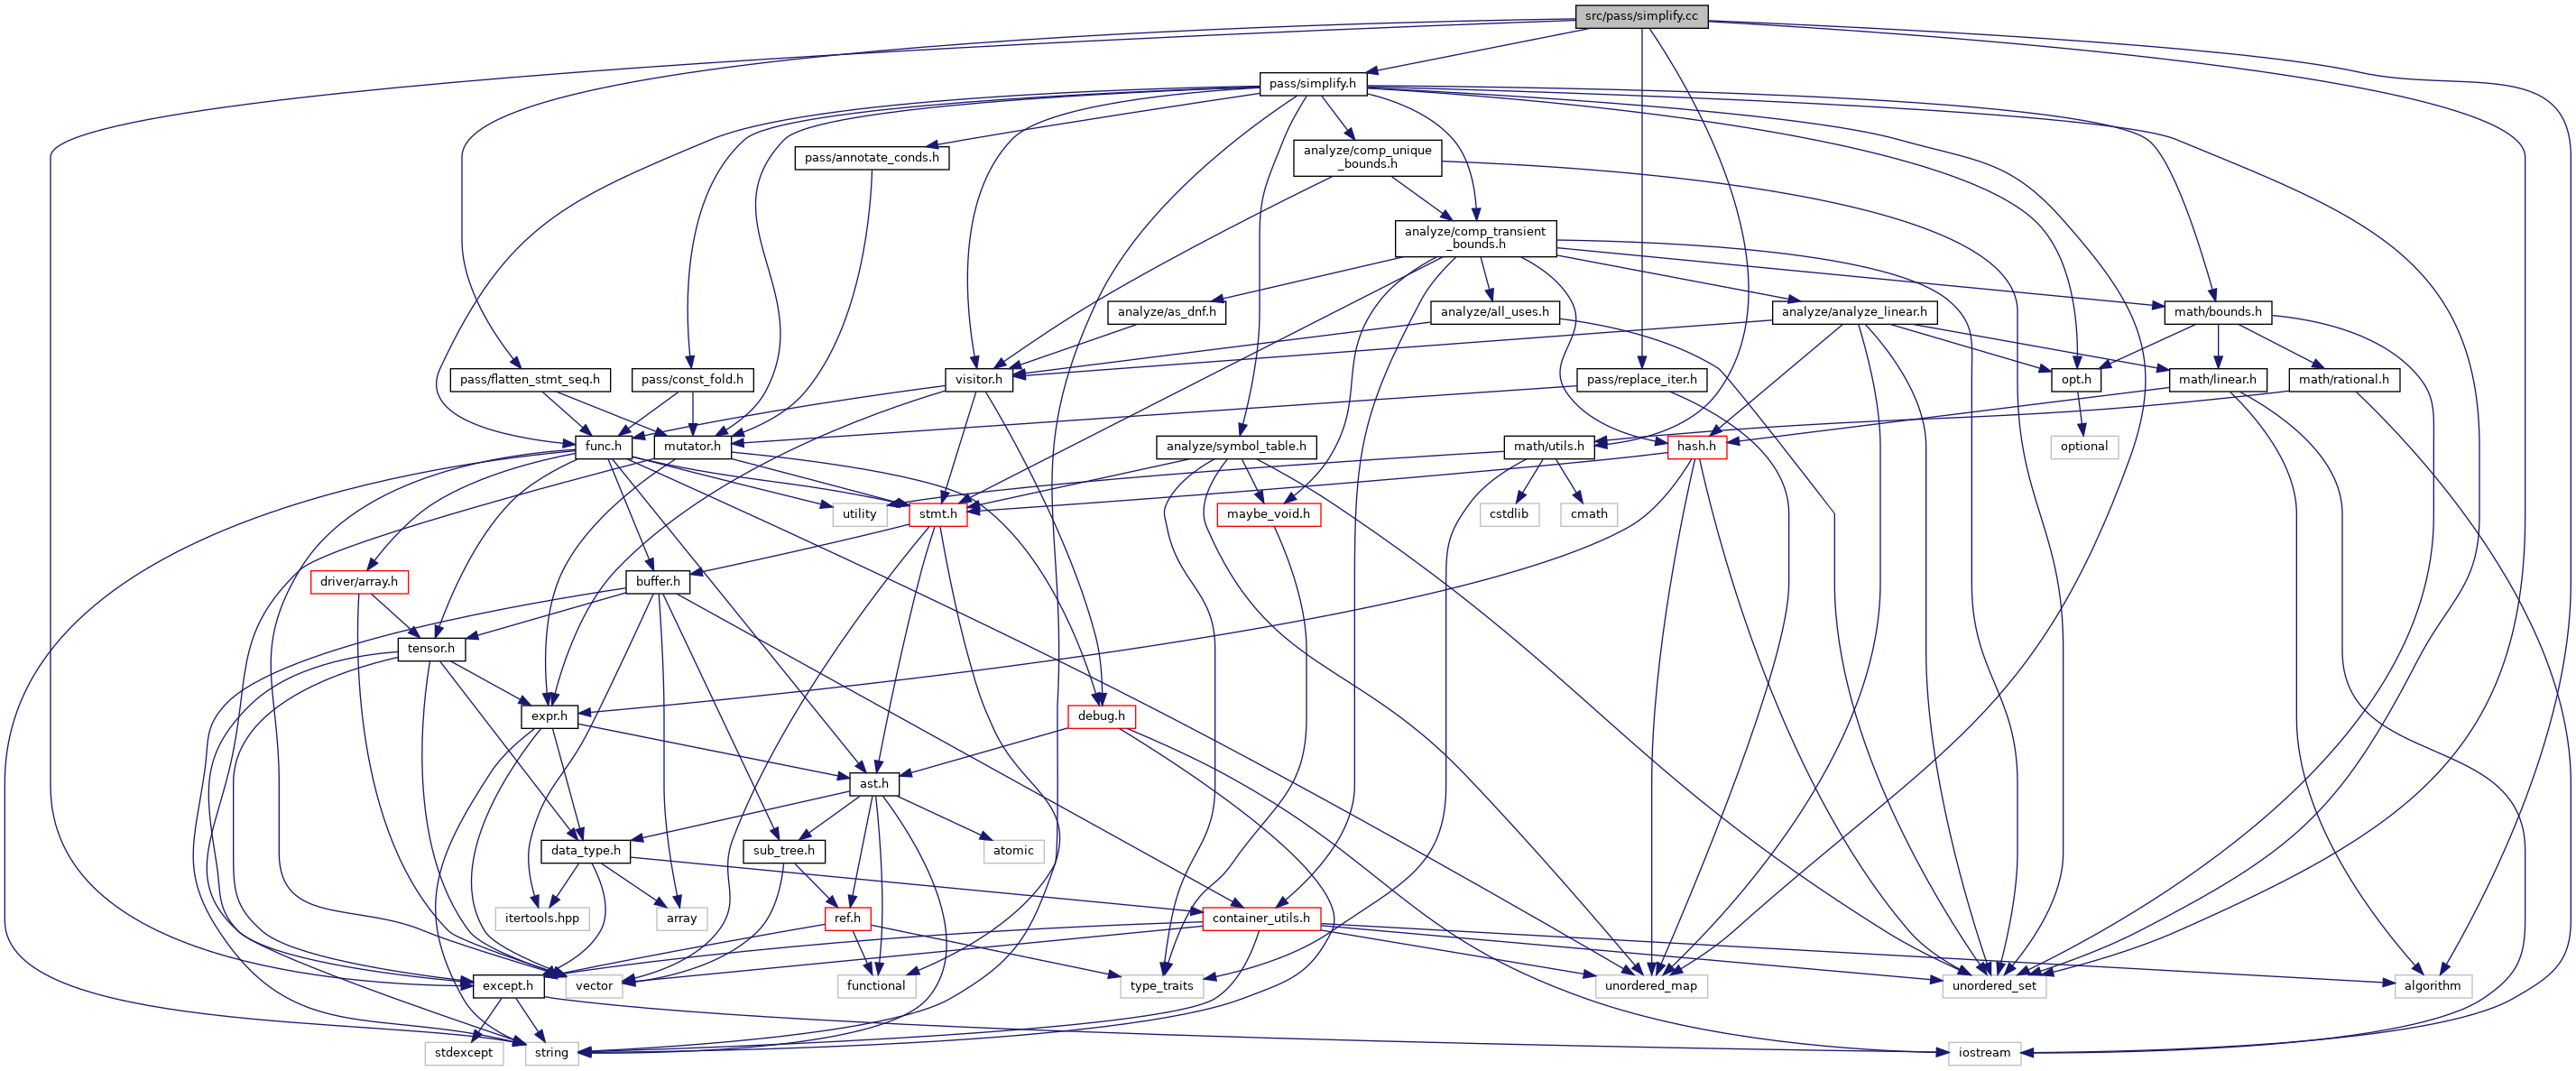 src/pass/simplify.cc
pass/simplify.h
pass/annotate_conds.h
analyze/comp_unique
_bounds.h
analyze/comp_transient
_bounds.h
analyze/as_dnf.h
analyze/all_uses.h
analyze/analyze_linear.h
math/bounds.h
pass/flatten_stmt_seq.h
pass/const_fold.h
visitor.h
pass/replace_iter.h
opt.h
math/linear.h
math/rational.h
func.h
mutator.h
analyze/symbol_table.h
math/utils.h
hash.h
optional
utility
stmt.h
maybe_void.h
cstdlib
cmath
driver/array.h
buffer.h
tensor.h
expr.h
debug.h
ast.h
data_type.h
sub_tree.h
atomic
itertools.hpp
array
ref.h
container_utils.h
except.h
vector
functional
type_traits
unordered_map
unordered_set
algorithm
stdexcept
string
iostream